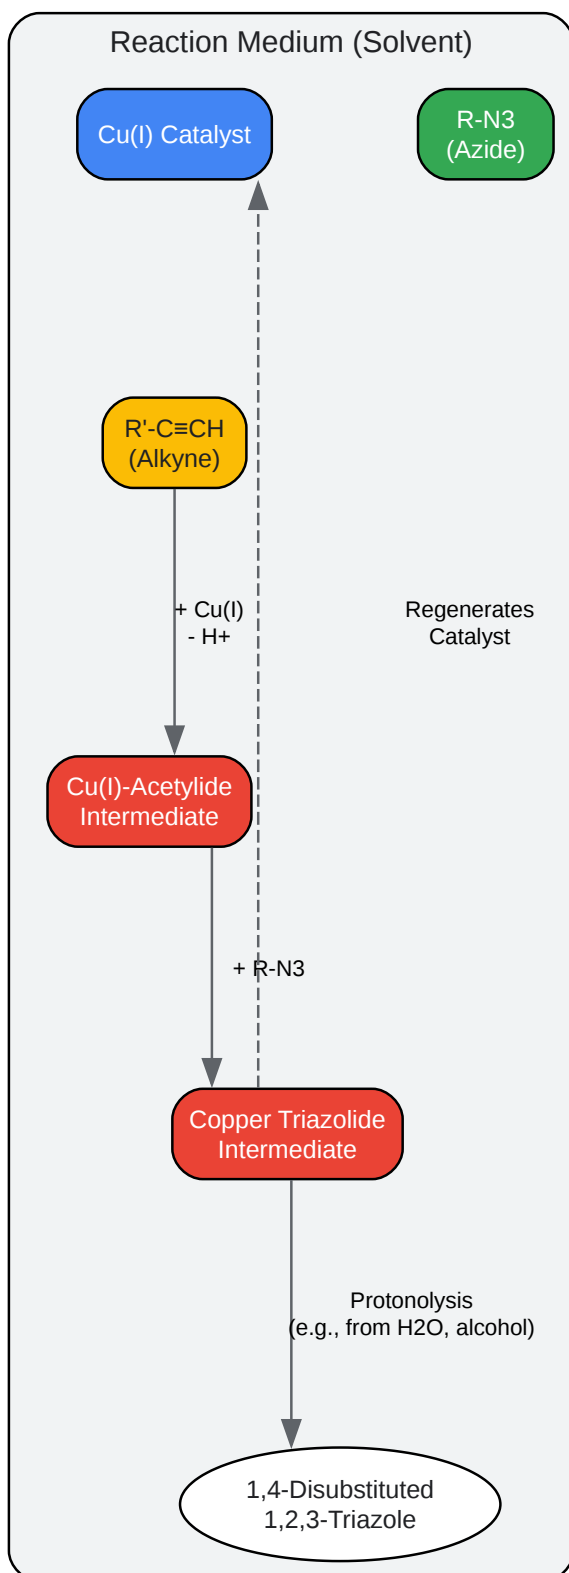 Reaction Medium (Solvent)
Cu(I) Catalyst
R-N3
(Azide)
R'-C≡CH
(Alkyne)
+ Cu(I)
- H+
Regenerates
Catalyst
Cu(I)-Acetylide
Intermediate
+ R-N3
Copper Triazolide
Intermediate
Protonolysis
(e.g., from H2O, alcohol)
1,4-Disubstituted
1,2,3-Triazole